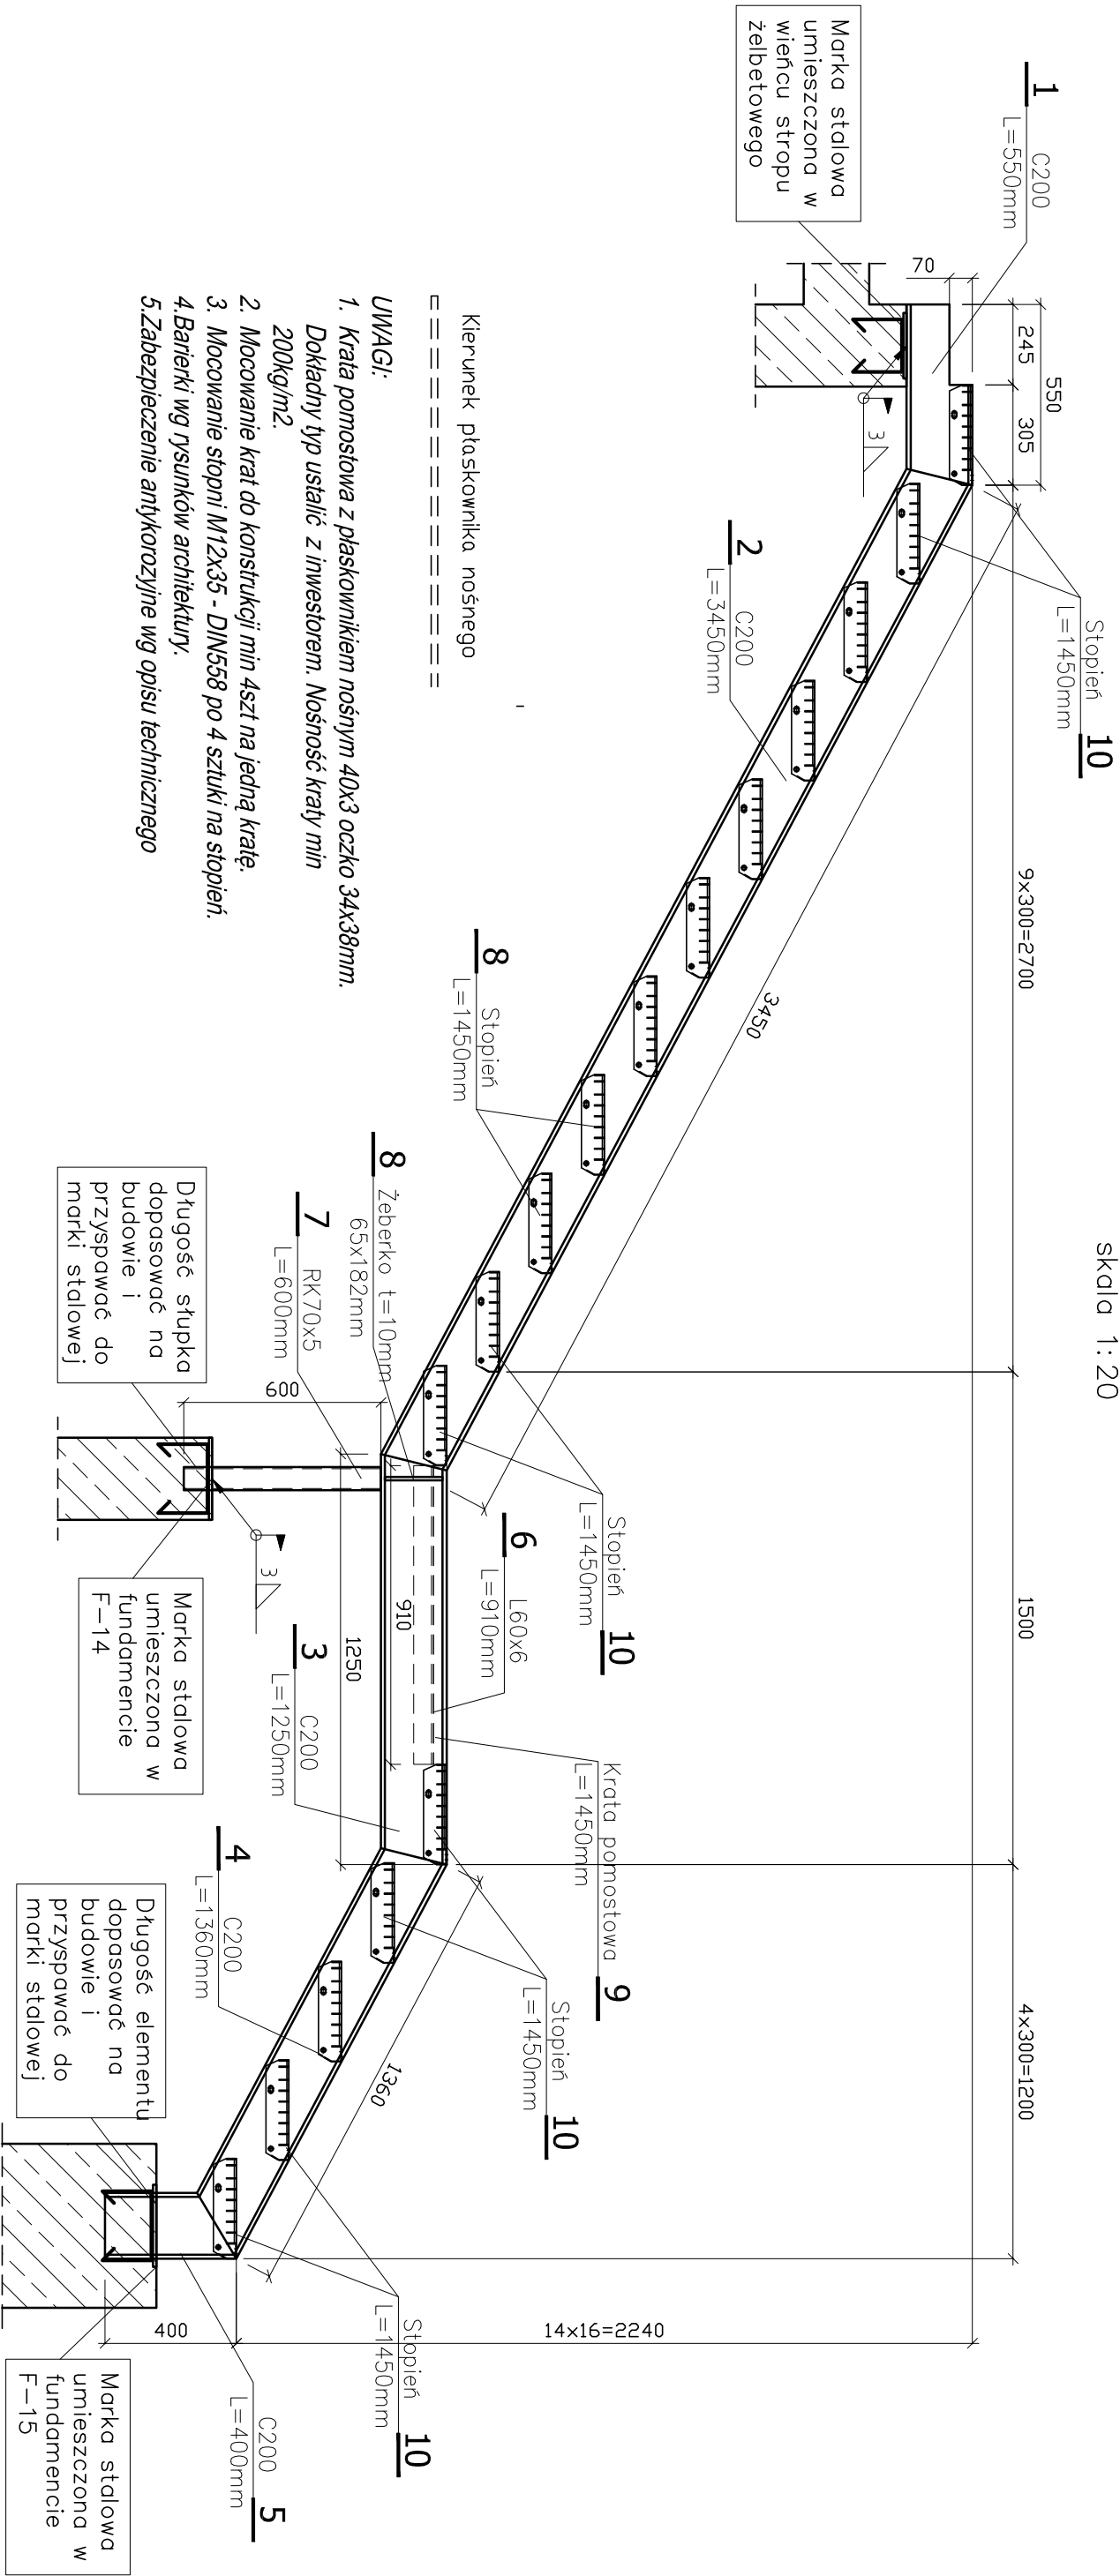 skala 1:20
1
C200
L=550mm
Marka stalowa
umieszczona w
wieńcu stropu
żelbetowego
70
245
305
550
3
Stopień
L=1450mm
10
2
C200
L=3450mm
9x300=2700
3450
8
Stopień
L=1450mm
Kierunek płaskownika nośnego
UWAGI:
1. Krata pomostowa z płaskownikiem nośnym 40x3 oczko 34x38mm.
Dokładny typ ustalić z inwestorem. Nośność kraty min
200kg/m2.
2. Mocowanie krat do konstrukcji min 4szt na jedną kratę.
3. Mocowanie stopni M12x35 - DIN558 po 4 sztuki na stopień.
4.Barierki wg rysunków architektury.
5.Zabezpieczenie antykorozyjne wg opisu technicznego
8
Żeberko t=10mm
65x182mm
7
RK70x5
L=600mm
Długość słupka
dopasować na
budowie i
przyspawać do
marki stalowej
600
3
Marka stalowa
umieszczona w
fundamencie
F-14
Stopień
L=1450mm
10
6
L60x6
L=910mm
1500
910
1250
3
C200
L=1250mm
Krata pomostowa
L=1450mm
9
4
C200
L=1360mm
Stopień
L=1450mm
10
4x300=1200
1360
Długość elementu
dopasować na
budowie i
przyspawać do
marki stalowej
Stopień
L=1450mm
10
400
14x16=2240
C200
L=400mm
5
Marka stalowa
umieszczona w
fundamencie
F-15